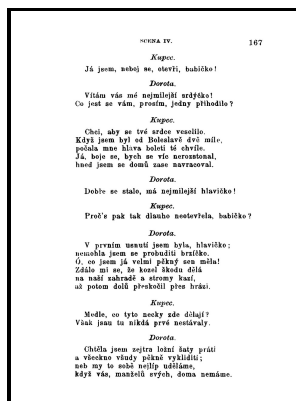 SCENA IV.
167
Kupec.
Já jsem, neboj se, otevři, babičko!
Dorota.
Vítám vás mé nejmilejší srdýčko!
Co jest se vám, prosím, jedny přihodilo?
Kupec.
Chci, aby se tvé srdce veselilo.
Když jsem byl od Boleslavě dvě míle,
počala mne hlava boleti té chvíle.
Já, boje se, bych se víc nerozstonal,
hned jsem se domů zase navracoval.
Dorota.
Dobře se stalo, má nejmilejší hlavičko!
Kupec.
Proč's pak tak dlauho neotevřela, babičko?
Dorota.
V prvním usnutí jsem byla, hlavičko;
nemohla jsem se probuditi brzičko.
Ó, co jsem já velmi pěkný sen měla!
Zdálo mi se, že kozel škodu dělá
na naší zahradě a stromy kazí,
až potom dolů přeskočil přes hrázi.
Kupec.
Medle, co tyto necky zde dělají?
Však jsau tu nikdá prvé nestávaly.
Dorota.
Chtěla jsem zejtra ložní šaty práti
a všeckno všudy pěkně vykliditi;
neb my to sobě nejlíp uděláme,
když vás, manželů svých, doma nemáme.